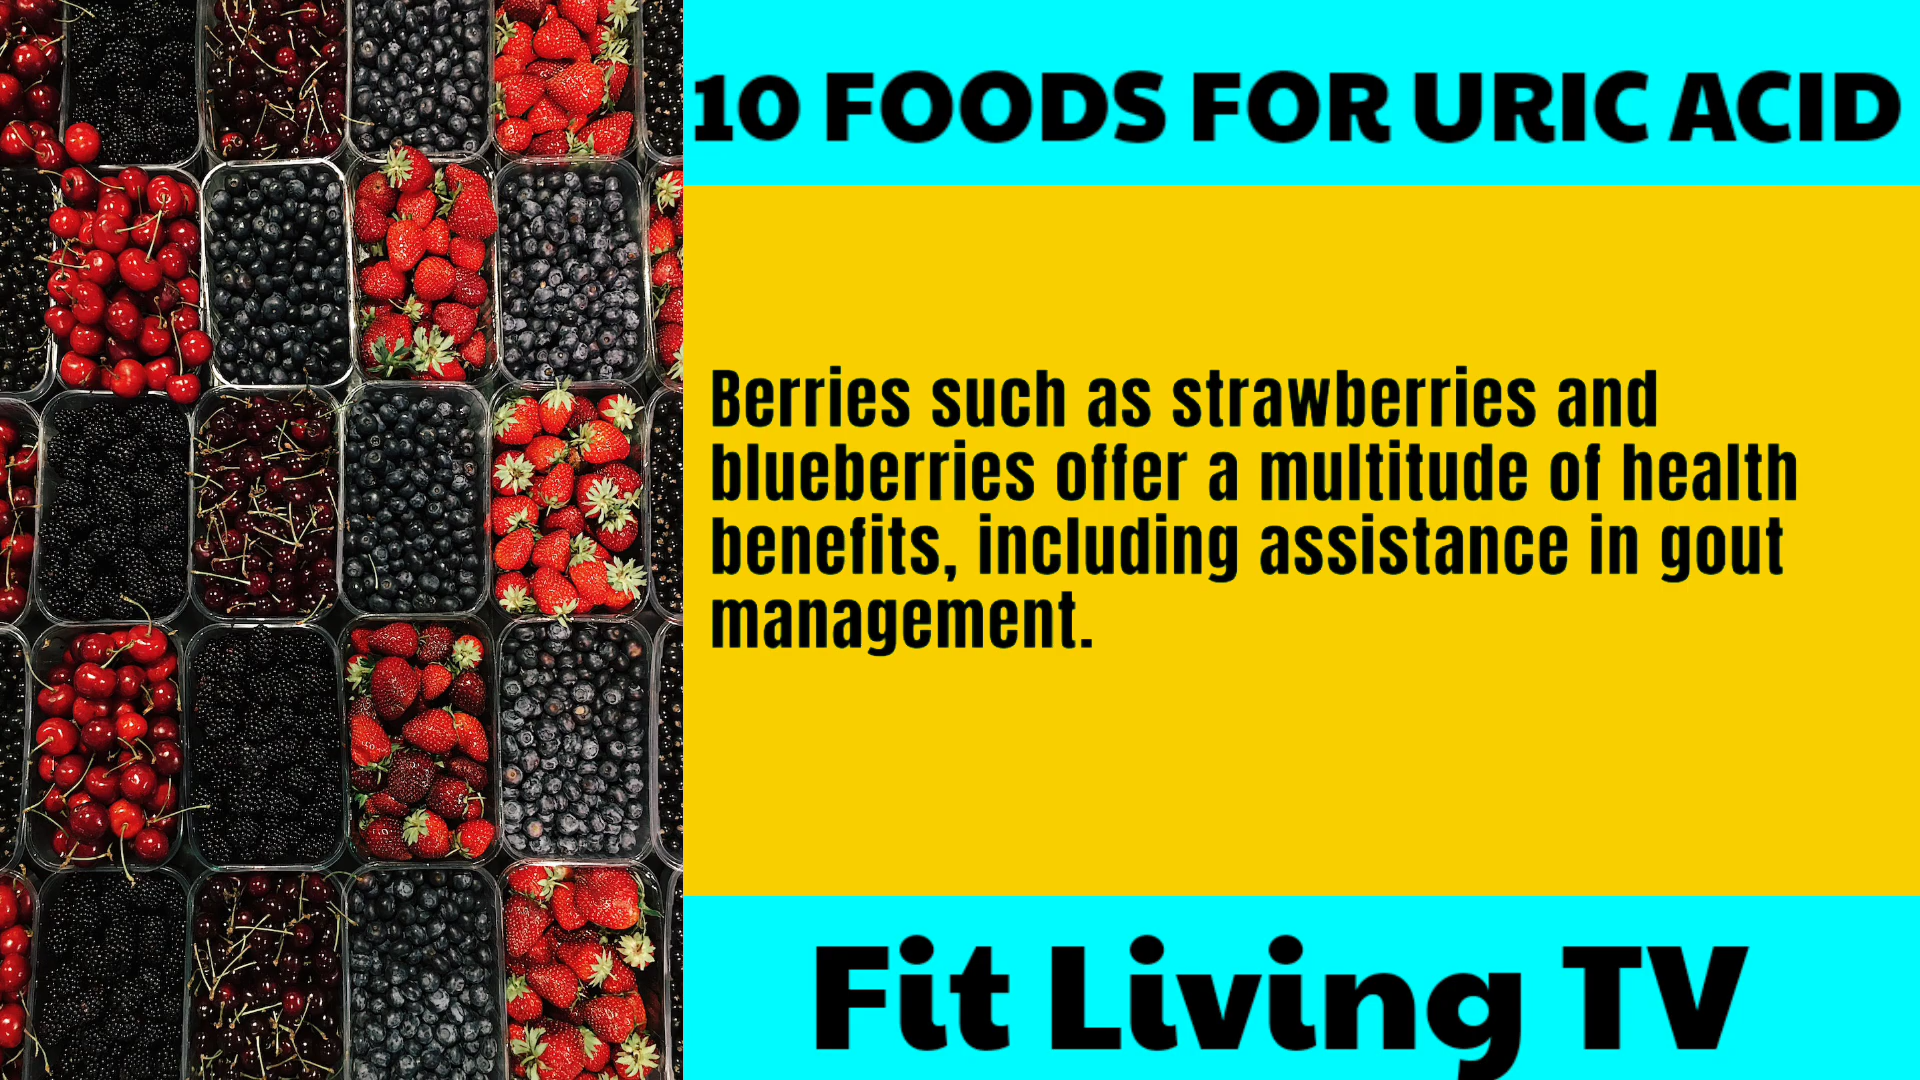 10 FOODS FOR URIC ACID
Berries such as strawberries and
blueberries offer a multitude of health
benefits, including assistance in gout
management.
Fit Living TV